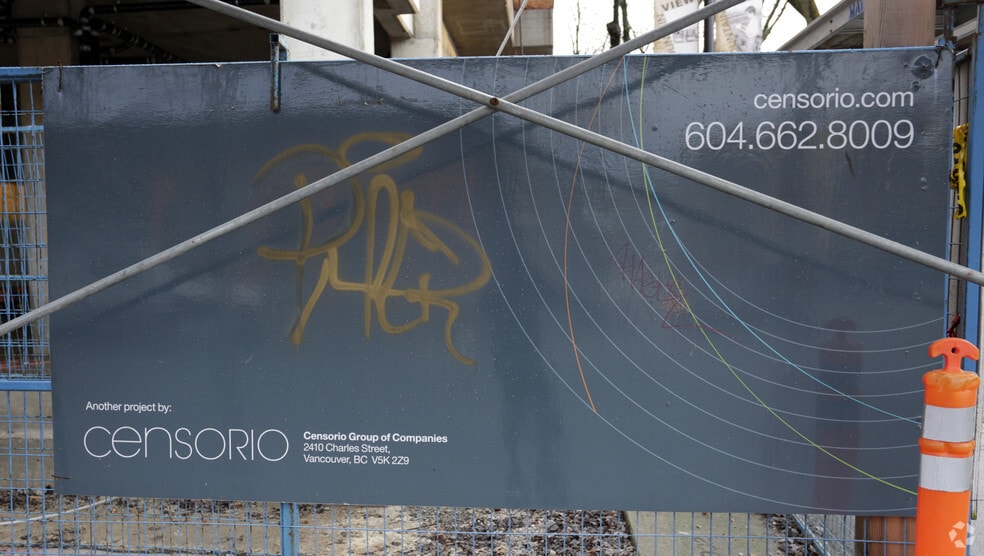 VIEW
censorio.com
604.662.8009
Another project by:
censorio
Censorio Group of Companies
2410 Charles Street,
Vancouver, BC V5K 2Z9